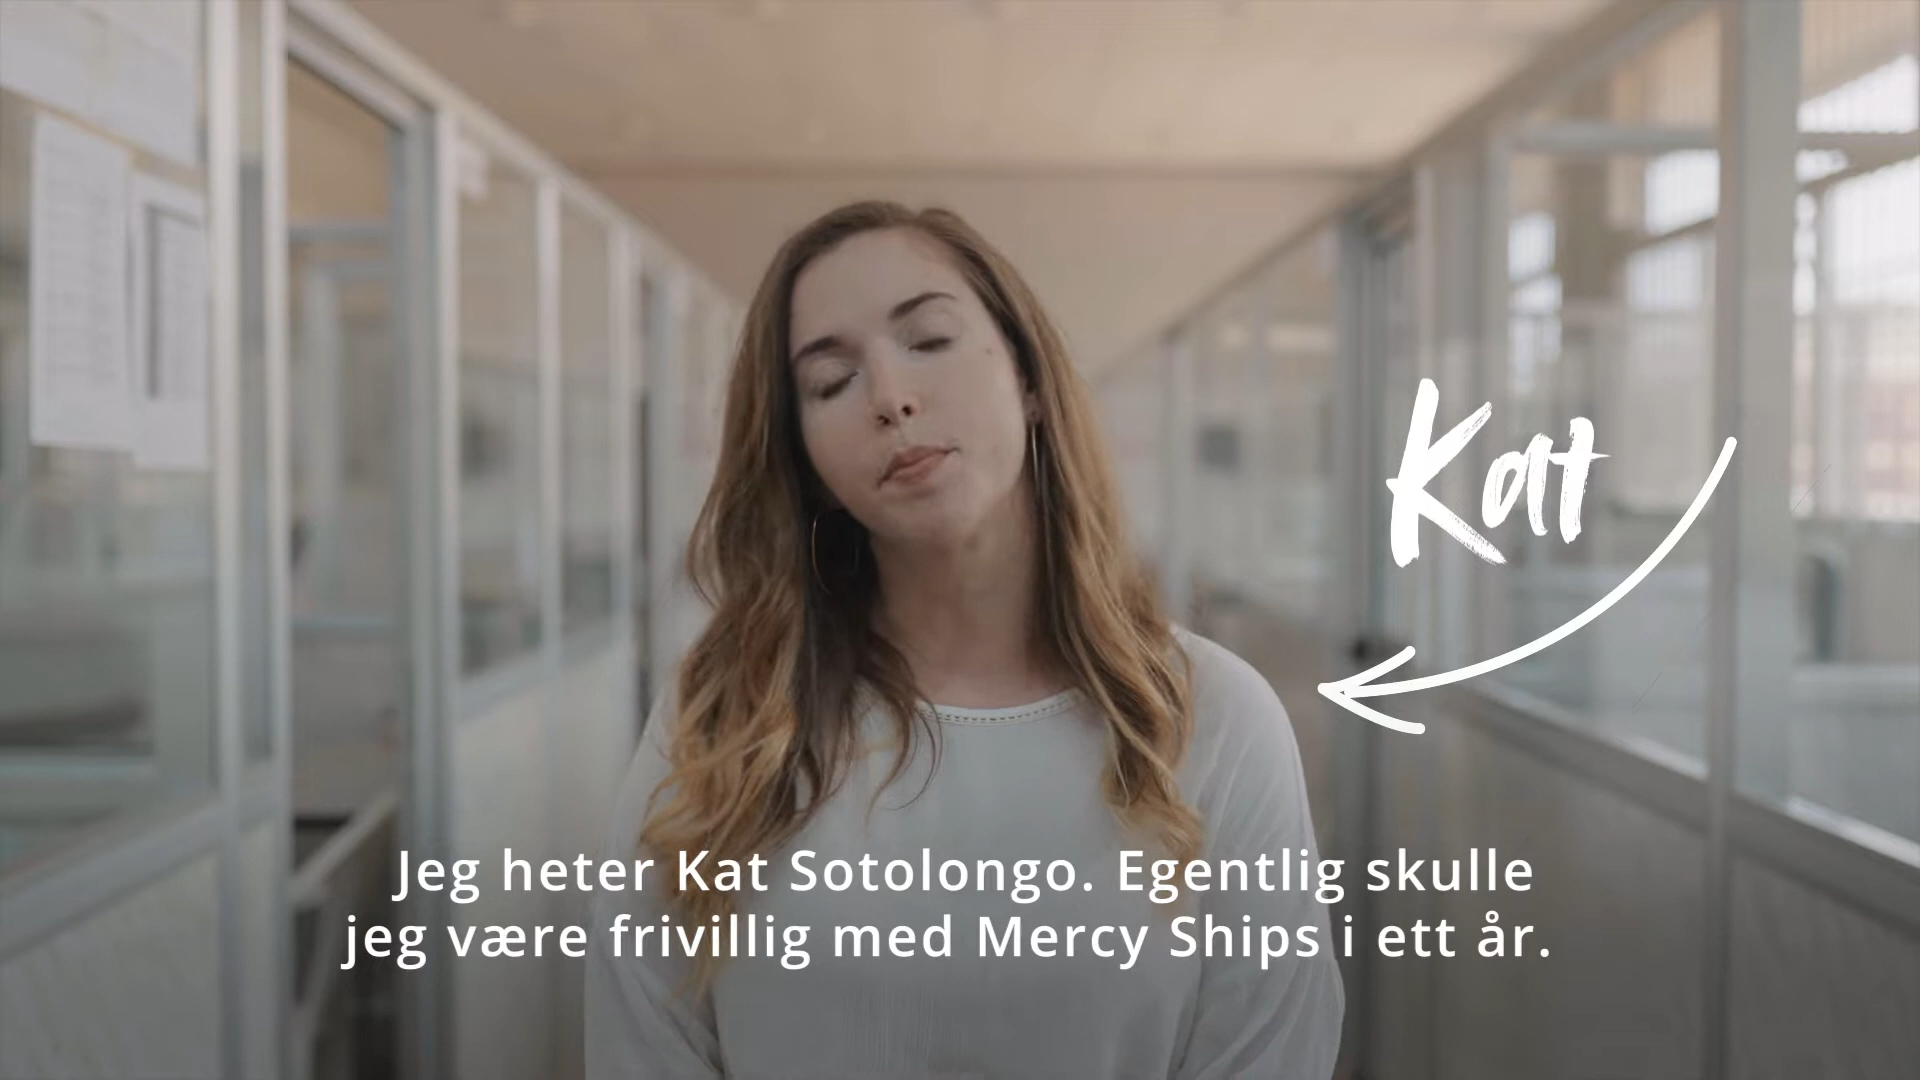 Kat
Jeg heter Kat Sotolongo. Egentlig skulle
jeg være frivillig med Mercy Ships i ett år.